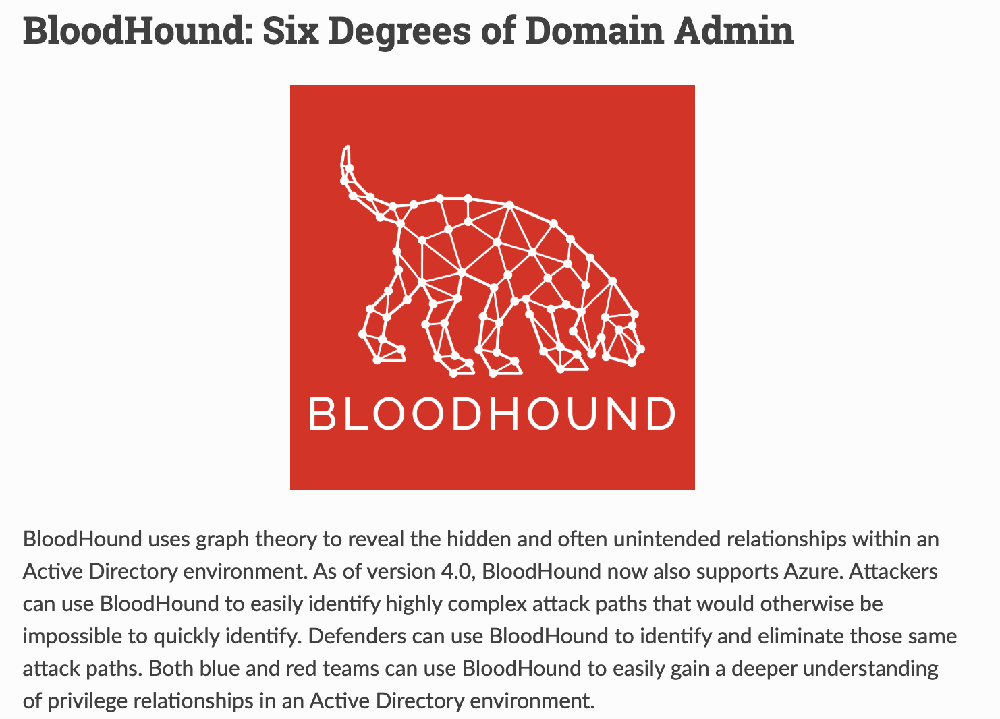 BloodHound: Six Degrees of Domain Admin
BLOODHOUND
BloodHound uses graph theory to reveal the hidden and often unintended relationships within an
Active Directory environment. As of version 4.0, BloodHound now also supports Azure. Attackers
can use BloodHound to easily identify highly complex attack paths that would otherwise be
impossible to quickly identify. Defenders can use BloodHound to identify and eliminate those same
attack paths. Both blue and red teams can use BloodHound to easily gain a deeper understanding
of privilege relationships in an Active Directory environment.